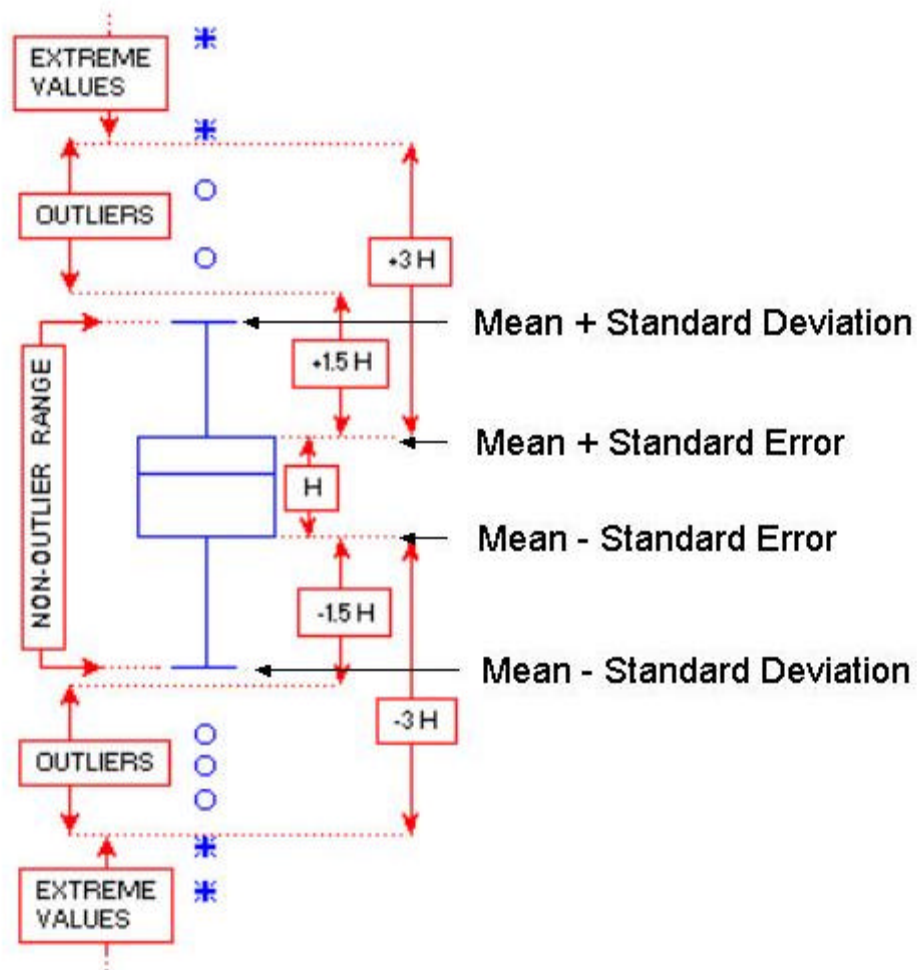 EXTREME
VALUES
OUTLIERS
+3 H
Mean + Standard Deviation
+1.5 H
NON-OUTLIER RANGE
Mean + Standard Error
H
Mean - Standard Error
-1.5 H
Mean - Standard Deviation
-3 H
OUTLIERS
EXTREME
VALUES